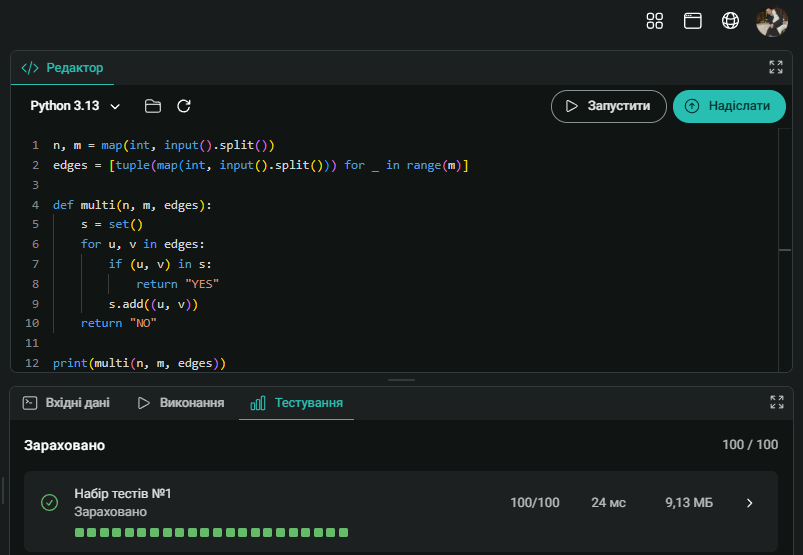 </> Редактор
Python 3.13
Запустити
Надіслати
1 n, m = map(int, input().split())
2 edges = [tuple(map(int, input().split())) for _ in range(m)]
3
4 def multi(n, m, edges):
5     s = set()
6     for u, v in edges:
7         if (u, v) in s:
8             return "YES"
9         s.add((u, v))
10     return "NO"
11
12 print(multi(n, m, edges))
Вхідні дані
Виконання
Тестування
Зараховано
100 / 100
Набір тестів №1
100/100
24 мс
9,13 МБ
Зараховано